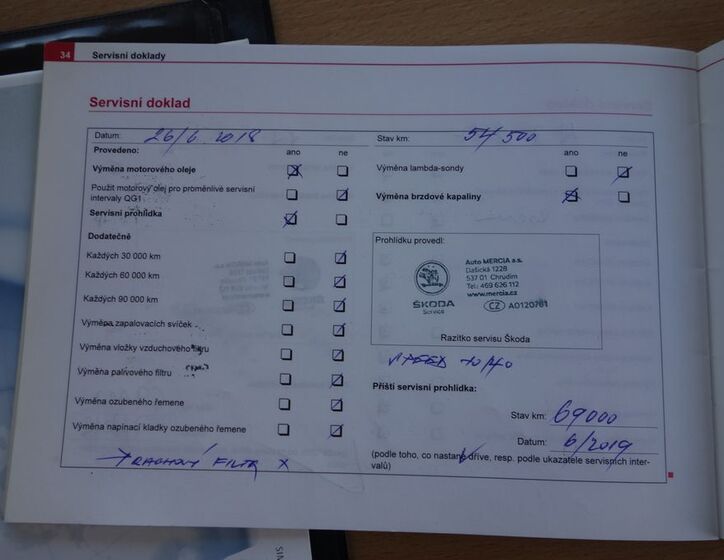 34 Servisní doklady
Servisní doklad
Datum: 26/6 2018
Stav km: 54 500
Provedeno: ano ne
ano ne
Výměna motorového oleje
Výměna lambda-sondy
Použit motorový olej pro proměnlivé servisní
intervaly QG1
Výměna brzdové kapaliny
Servisní prohlídka
Dodatečně
Každých 30 000 km
Každých 60 000 km
Každých 90 000 km
Výměna zapalovacích svíček
Výměna vložky vzduchového filtru
Výměna palivového filtru
Výměna ozubeného řemene
Výměna napínací kladky ozubeného řemene
FILTR X
Prohlídku provedl:
Auto MERCIA a.s.
Dašická 1228
537 01 Chrudim
Tel.: 469 626 112
www.mercia.cz
ŠKODA
Service
CZ AD120761
Razítko servisu Škoda
Příští servisní prohlídka:
Stav km: 69000
Datum: 6/2019
(podle toho, co nastane dříve, resp. podle ukazatele servisních inter-
valů)
SIN